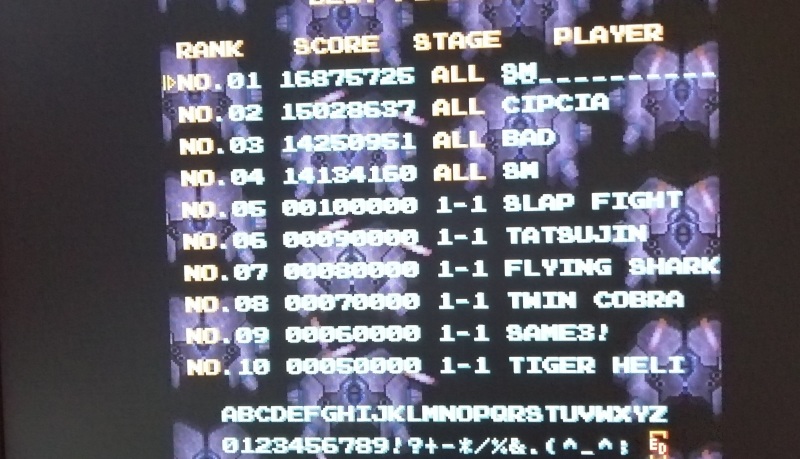 RANK SCORE STAGE PLAYER
NO.01 16875725 ALL SM__________
NO.02 15028637 ALL CIPCIA
NO.03 14250951 ALL BAD
NO.04 14134160 ALL SM
NO.05 00100000 1-1 SLAP FIGHT
NO.06 00090000 1-1 TATSUJIN
NO.07 00080000 1-1 FLYING SHARK
NO.08 00070000 1-1 TWIN COBRA
NO.09 00060000 1-1 SAME3!
NO.10 00050000 1-1 TIGER HELI
ABCDEFGHIJKLMNOPQRSTUVWXYZ
0123456789!?+-*/%&.(^_^; ED